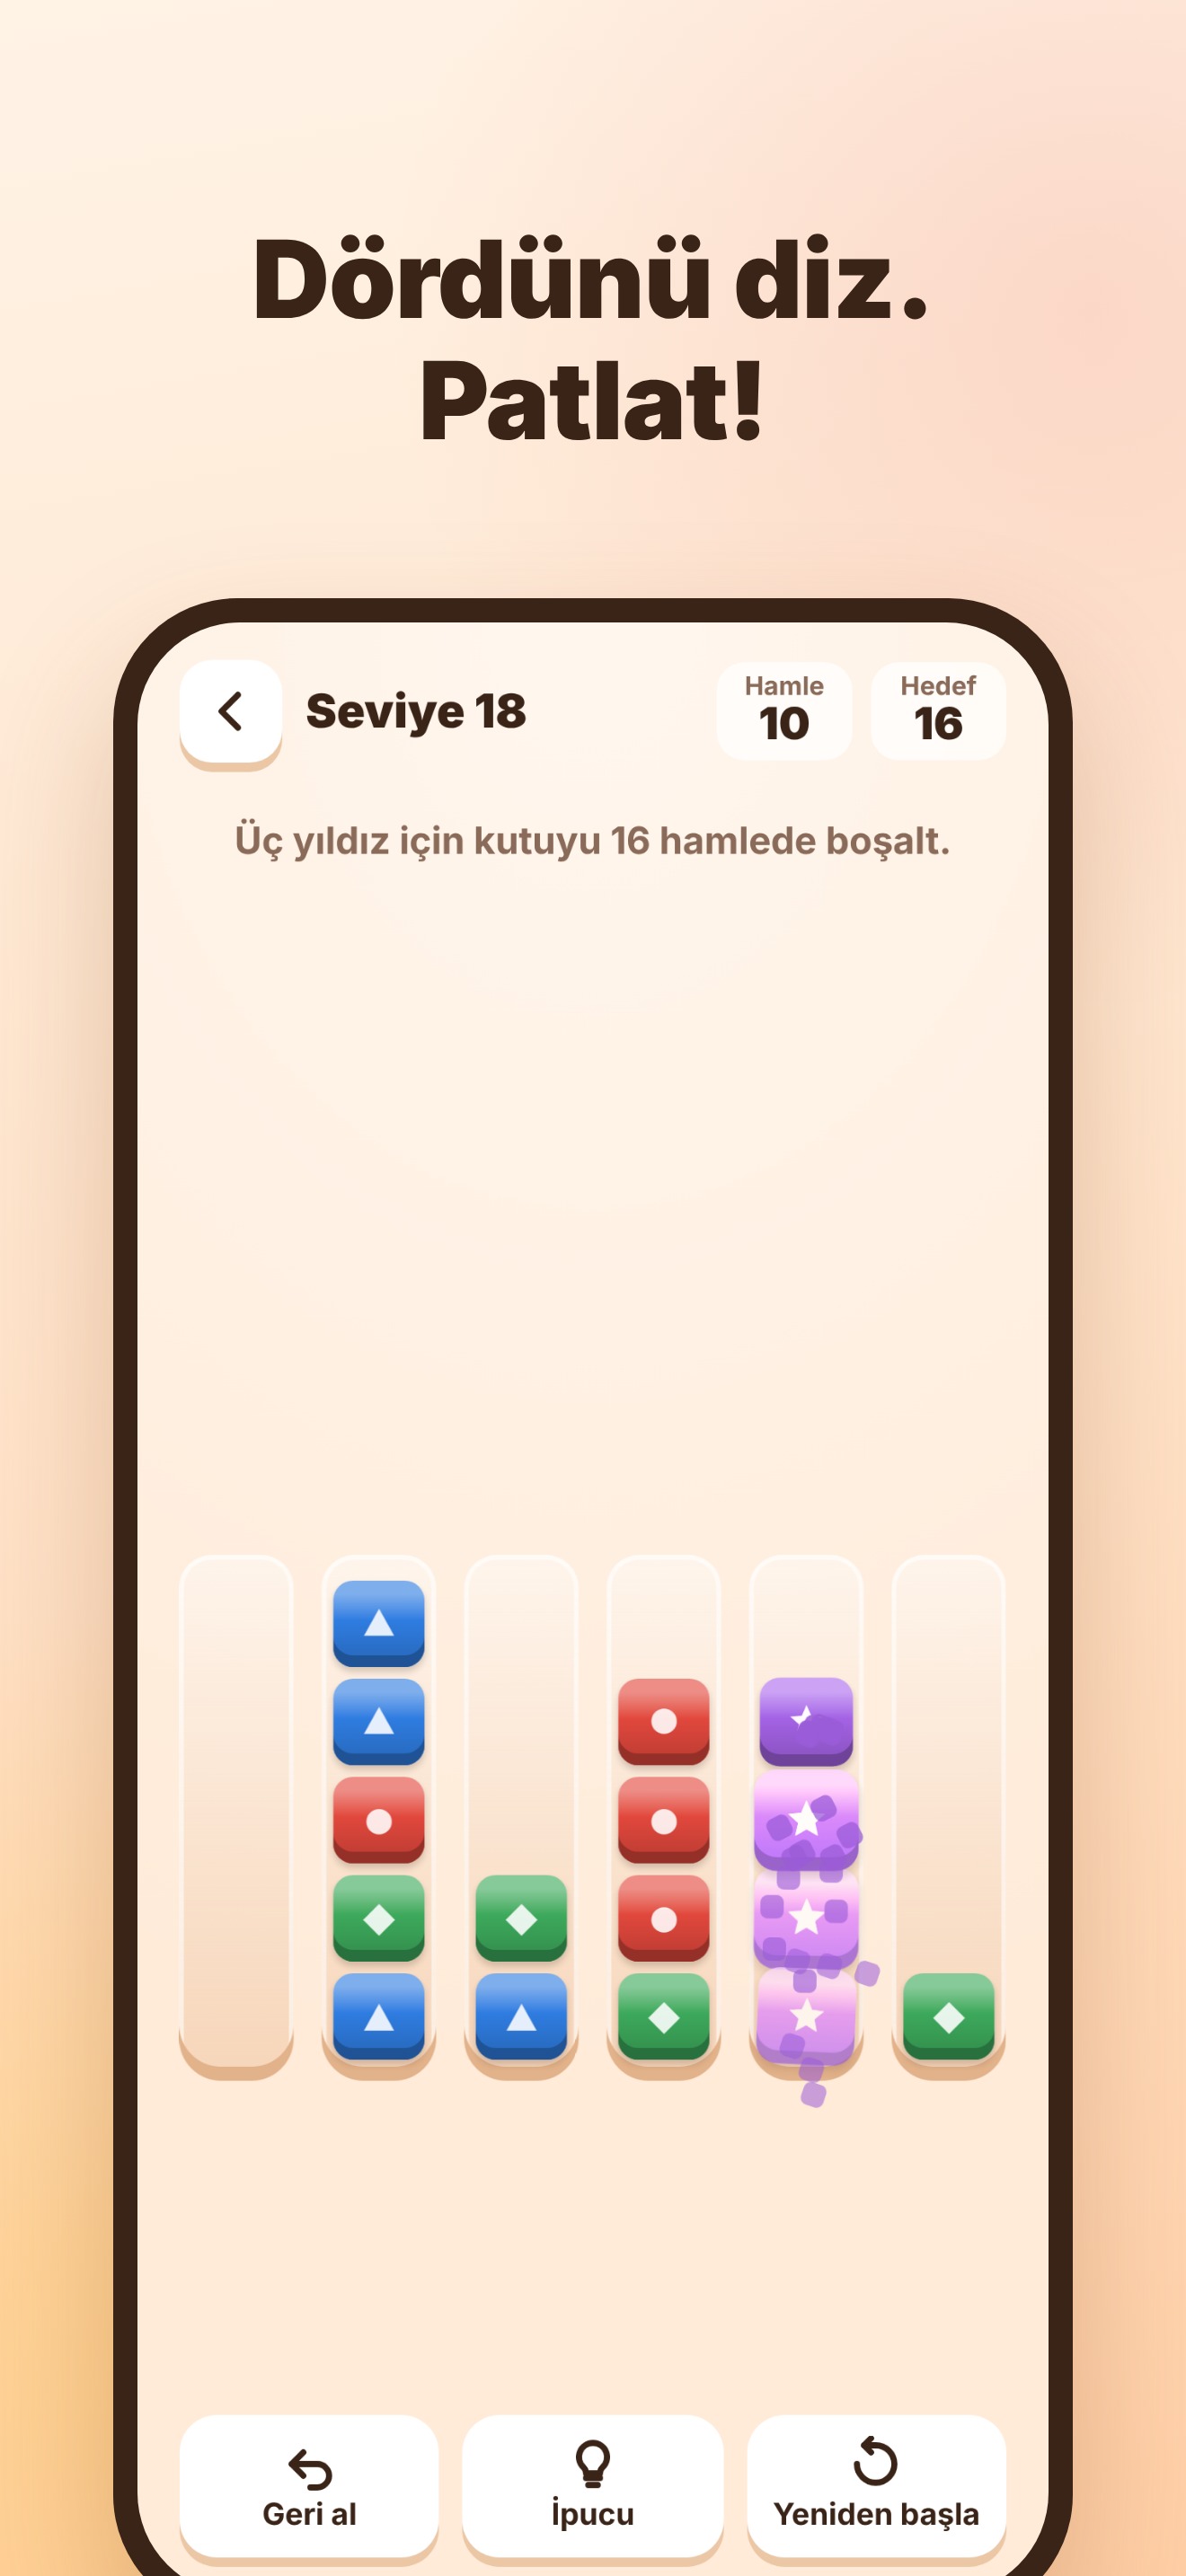 Dördünü diz.
Patlat!
Seviye 18
Hamle
10
Hedef
16
Üç yıldız için kutuyu 16 hamlede boşalt.
Geri al
İpucu
Yeniden başla